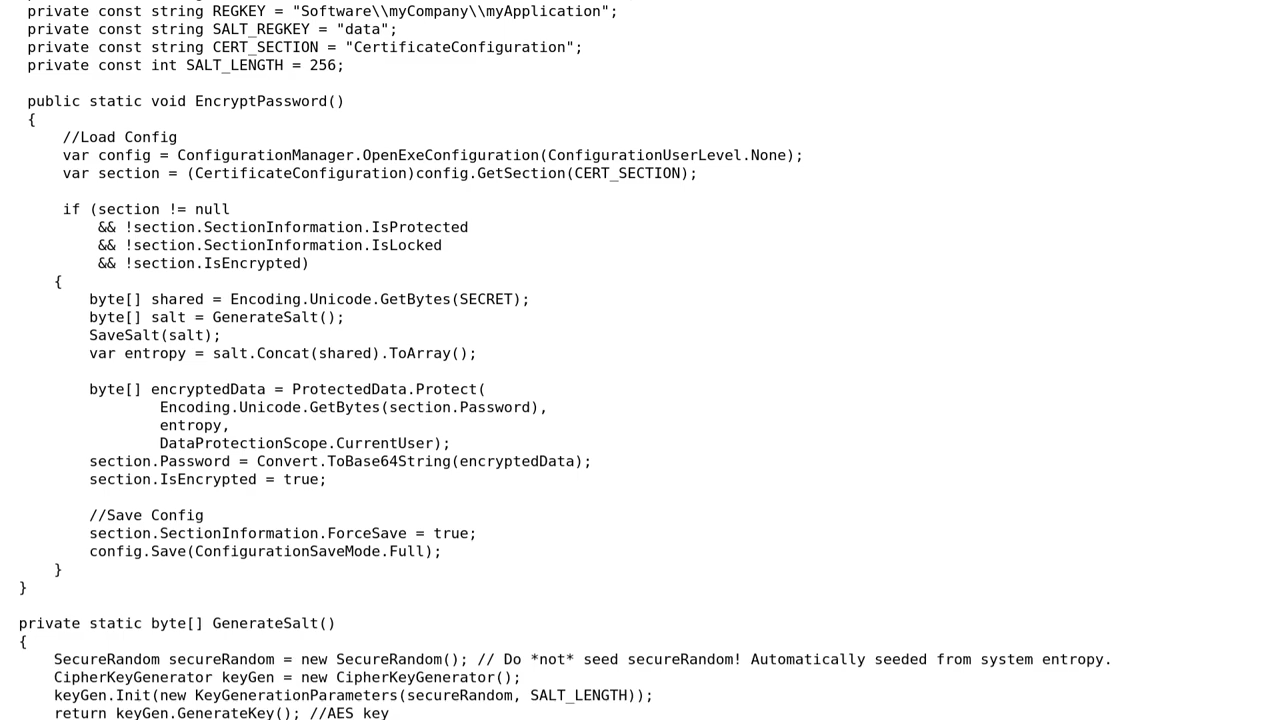 private const string REGKEY = "Software\\myCompany\\myApplication";
private const string SALT_REGKEY = "data";
private const string CERT_SECTION = "CertificateConfiguration";
private const int SALT_LENGTH = 256;
public static void EncryptPassword()
{
//Load Config
var config = ConfigurationManager.OpenExeConfiguration(ConfigurationUserLevel.None);
var section = (CertificateConfiguration)config.GetSection(CERT_SECTION);
if (section != null
&& !section.SectionInformation.IsProtected
&& !section.SectionInformation.IsLocked
&& !section.IsEncrypted)
{
byte[] shared = Encoding.Unicode.GetBytes(SECRET);
byte[] salt = GenerateSalt();
SaveSalt(salt);
var entropy = salt.Concat(shared).ToArray();
byte[] encryptedData = ProtectedData.Protect(
Encoding.Unicode.GetBytes(section.Password),
entropy,
DataProtectionScope.CurrentUser);
section.Password = Convert.ToBase64String(encryptedData);
section.IsEncrypted = true;
//Save Config
section.SectionInformation.ForceSave = true;
config.Save(ConfigurationSaveMode.Full);
}
}
private static byte[] GenerateSalt()
{
SecureRandom secureRandom = new SecureRandom(); // Do *not* seed secureRandom! Automatically seeded from system entropy.
CipherKeyGenerator keyGen = new CipherKeyGenerator();
keyGen.Init(new KeyGenerationParameters(secureRandom, SALT_LENGTH));
return keyGen.GenerateKey(); //AES key